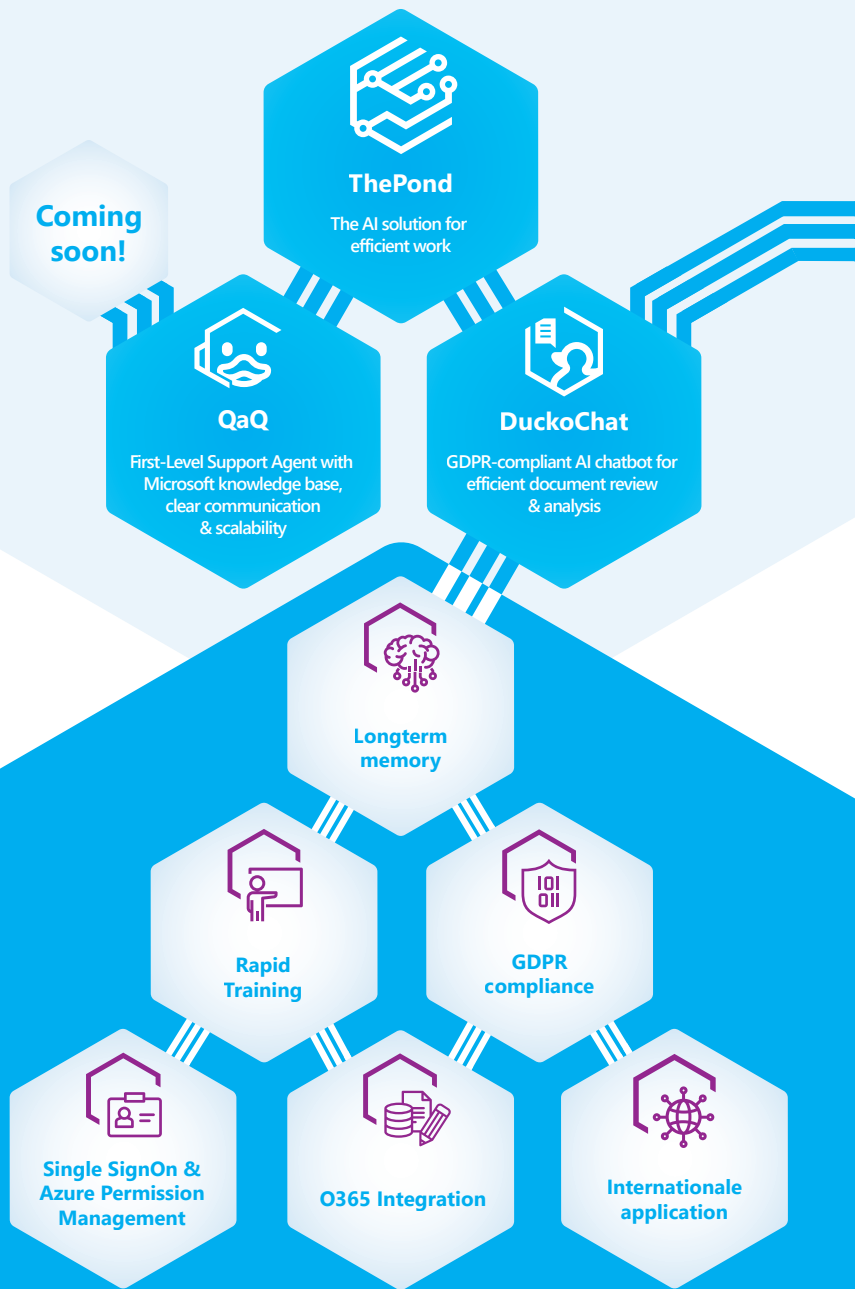 ThePond
The AI solution for
efficient work
Coming
soon!
QaQ
First-Level Support Agent with
Microsoft knowledge base,
clear communication
& scalability
DuckoChat
GDPR-compliant AI chatbot for
efficient document review
& analysis
Longterm
memory
Rapid
Training
GDPR
compliance
Single SignOn &
Azure Permission
Management
O365 Integration
Internationale
application